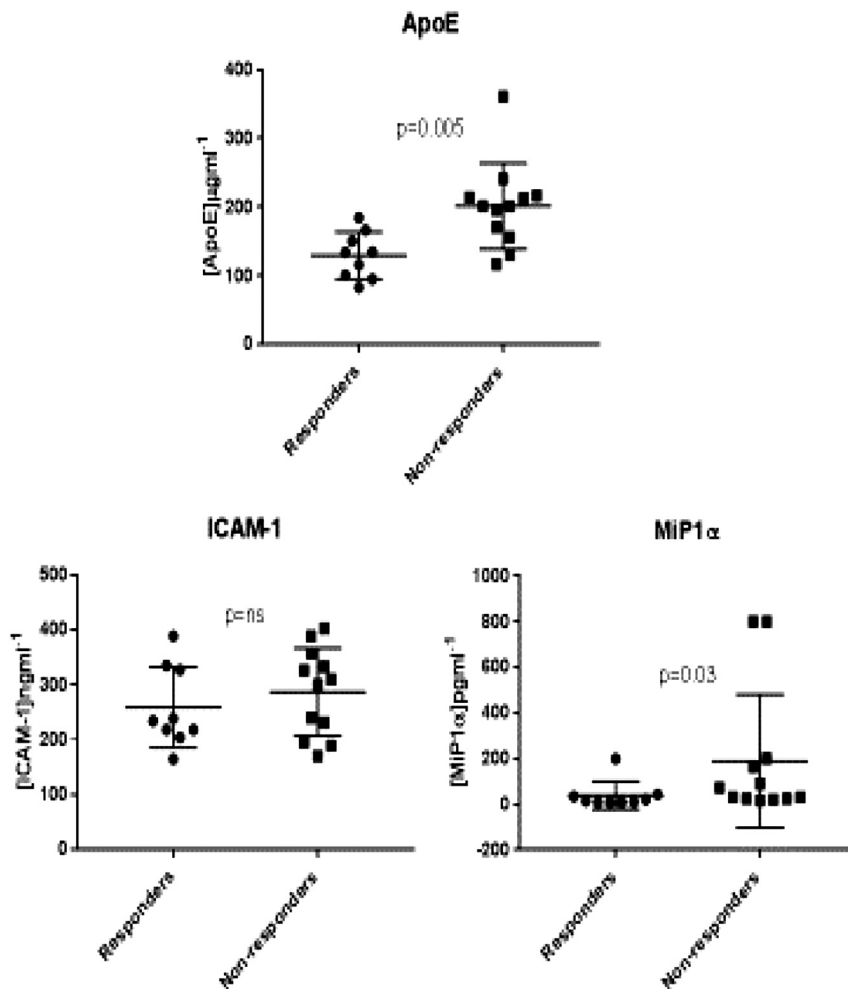 ApoE
[ApoE]µgml⁻¹
400
300
200
100
0
p=0.005
Responders
Non-responders
ICAM-1
[ICAM-1]ngml⁻¹
500
400
300
200
100
0
p=ns
Responders
Non-responders
MiP1α
[MiP1α]pgml⁻¹
1000
800
600
400
200
0
-200
p=0.03
Responders
Non-responders